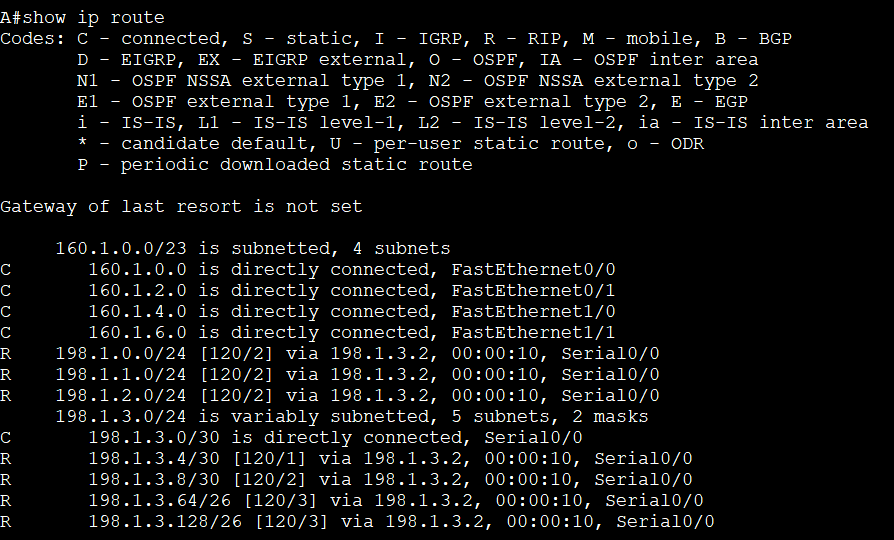 A#show ip route
Codes: C - connected, S - static, I - IGRP, R - RIP, M - mobile, B - BGP
       D - EIGRP, EX - EIGRP external, O - OSPF, IA - OSPF inter area
       N1 - OSPF NSSA external type 1, N2 - OSPF NSSA external type 2
       E1 - OSPF external type 1, E2 - OSPF external type 2, E - EGP
       i - IS-IS, L1 - IS-IS level-1, L2 - IS-IS level-2, ia - IS-IS inter area
       * - candidate default, U - per-user static route, o - ODR
       P - periodic downloaded static route

Gateway of last resort is not set

     160.1.0.0/23 is subnetted, 4 subnets
C       160.1.0.0 is directly connected, FastEthernet0/0
C       160.1.2.0 is directly connected, FastEthernet0/1
C       160.1.4.0 is directly connected, FastEthernet1/0
C       160.1.6.0 is directly connected, FastEthernet1/1
R    198.1.0.0/24 [120/2] via 198.1.3.2, 00:00:10, Serial0/0
R    198.1.1.0/24 [120/2] via 198.1.3.2, 00:00:10, Serial0/0
R    198.1.2.0/24 [120/2] via 198.1.3.2, 00:00:10, Serial0/0
     198.1.3.0/24 is variably subnetted, 5 subnets, 2 masks
C       198.1.3.0/30 is directly connected, Serial0/0
R       198.1.3.4/30 [120/1] via 198.1.3.2, 00:00:10, Serial0/0
R       198.1.3.8/30 [120/2] via 198.1.3.2, 00:00:10, Serial0/0
R       198.1.3.64/26 [120/3] via 198.1.3.2, 00:00:10, Serial0/0
R       198.1.3.128/26 [120/3] via 198.1.3.2, 00:00:10, Serial0/0